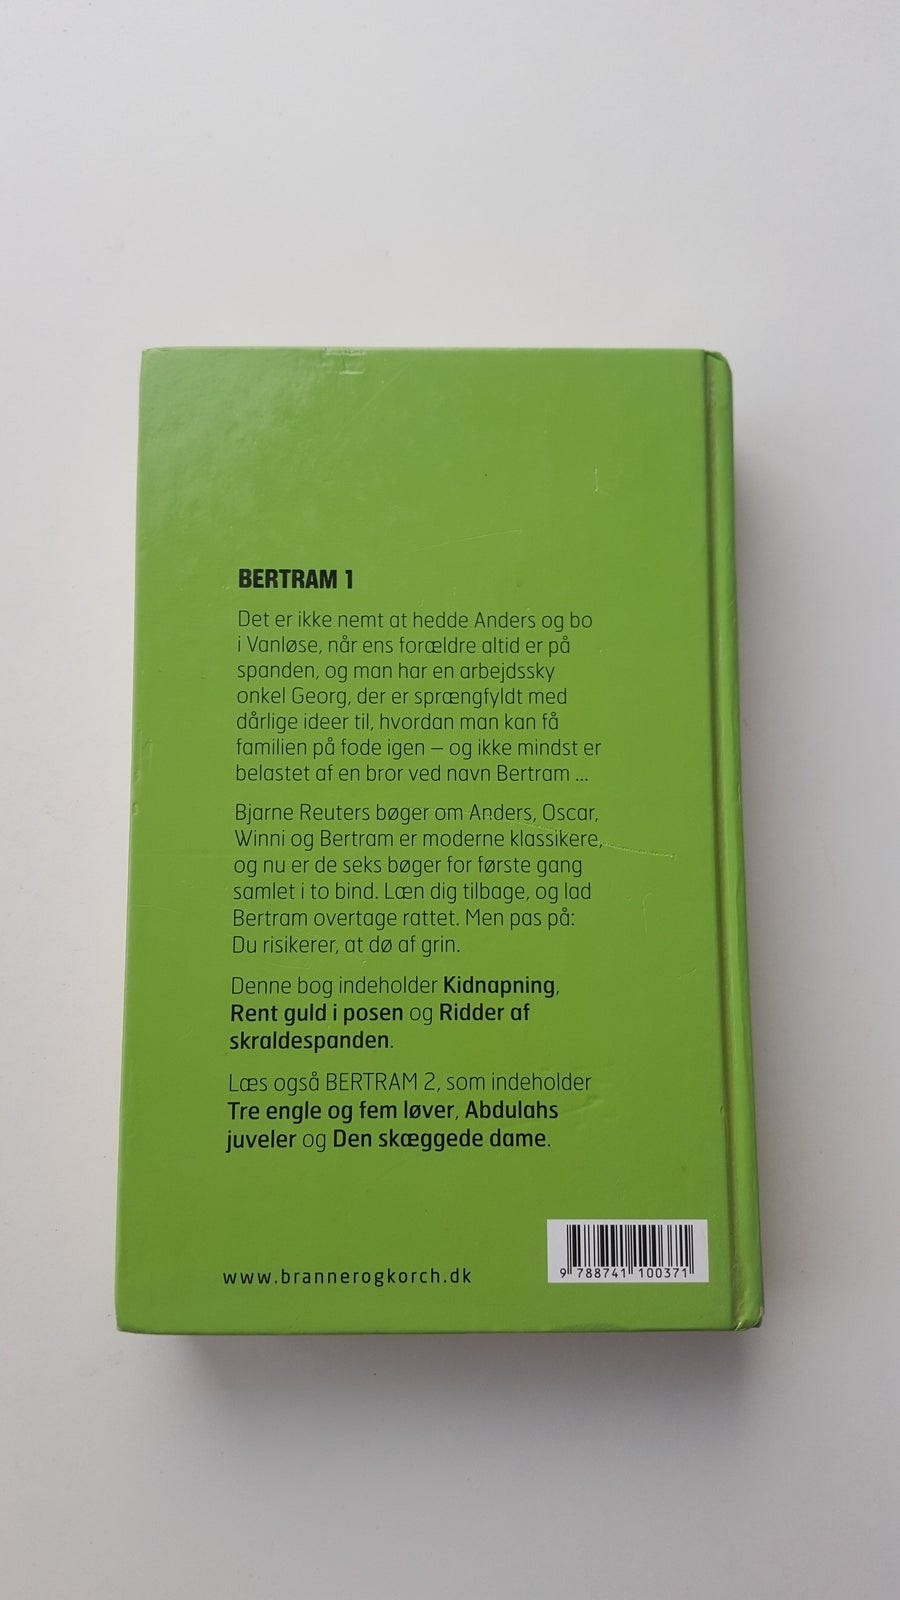 BERTRAM 1
Det er ikke nemt at hedde Anders og bo
i Vanløse, når ens forældre altid er på
spanden, og man har en arbejdssky
onkel Georg, der er sprængfyldt med
dårlige ideer til, hvordan man kan få
familien på fode igen – og ikke mindst er
belastet af en bror ved navn Bertram ...
Bjarne Reuters bøger om Anders, Oscar,
Winni og Bertram er moderne klassikere,
og nu er de seks bøger for første gang
samlet i to bind. Læn dig tilbage, og lad
Bertram overtage rattet. Men pas på:
Du risikerer, at dø af grin.
Denne bog indeholder Kidnapning,
Rent guld i posen og Ridder af
skraldespanden.
Læs også BERTRAM 2, som indeholder
Tre engle og fem løver, Abdulahs
juveler og Den skæggede dame.
www.brannerogkorch.dk
9 788741 100371